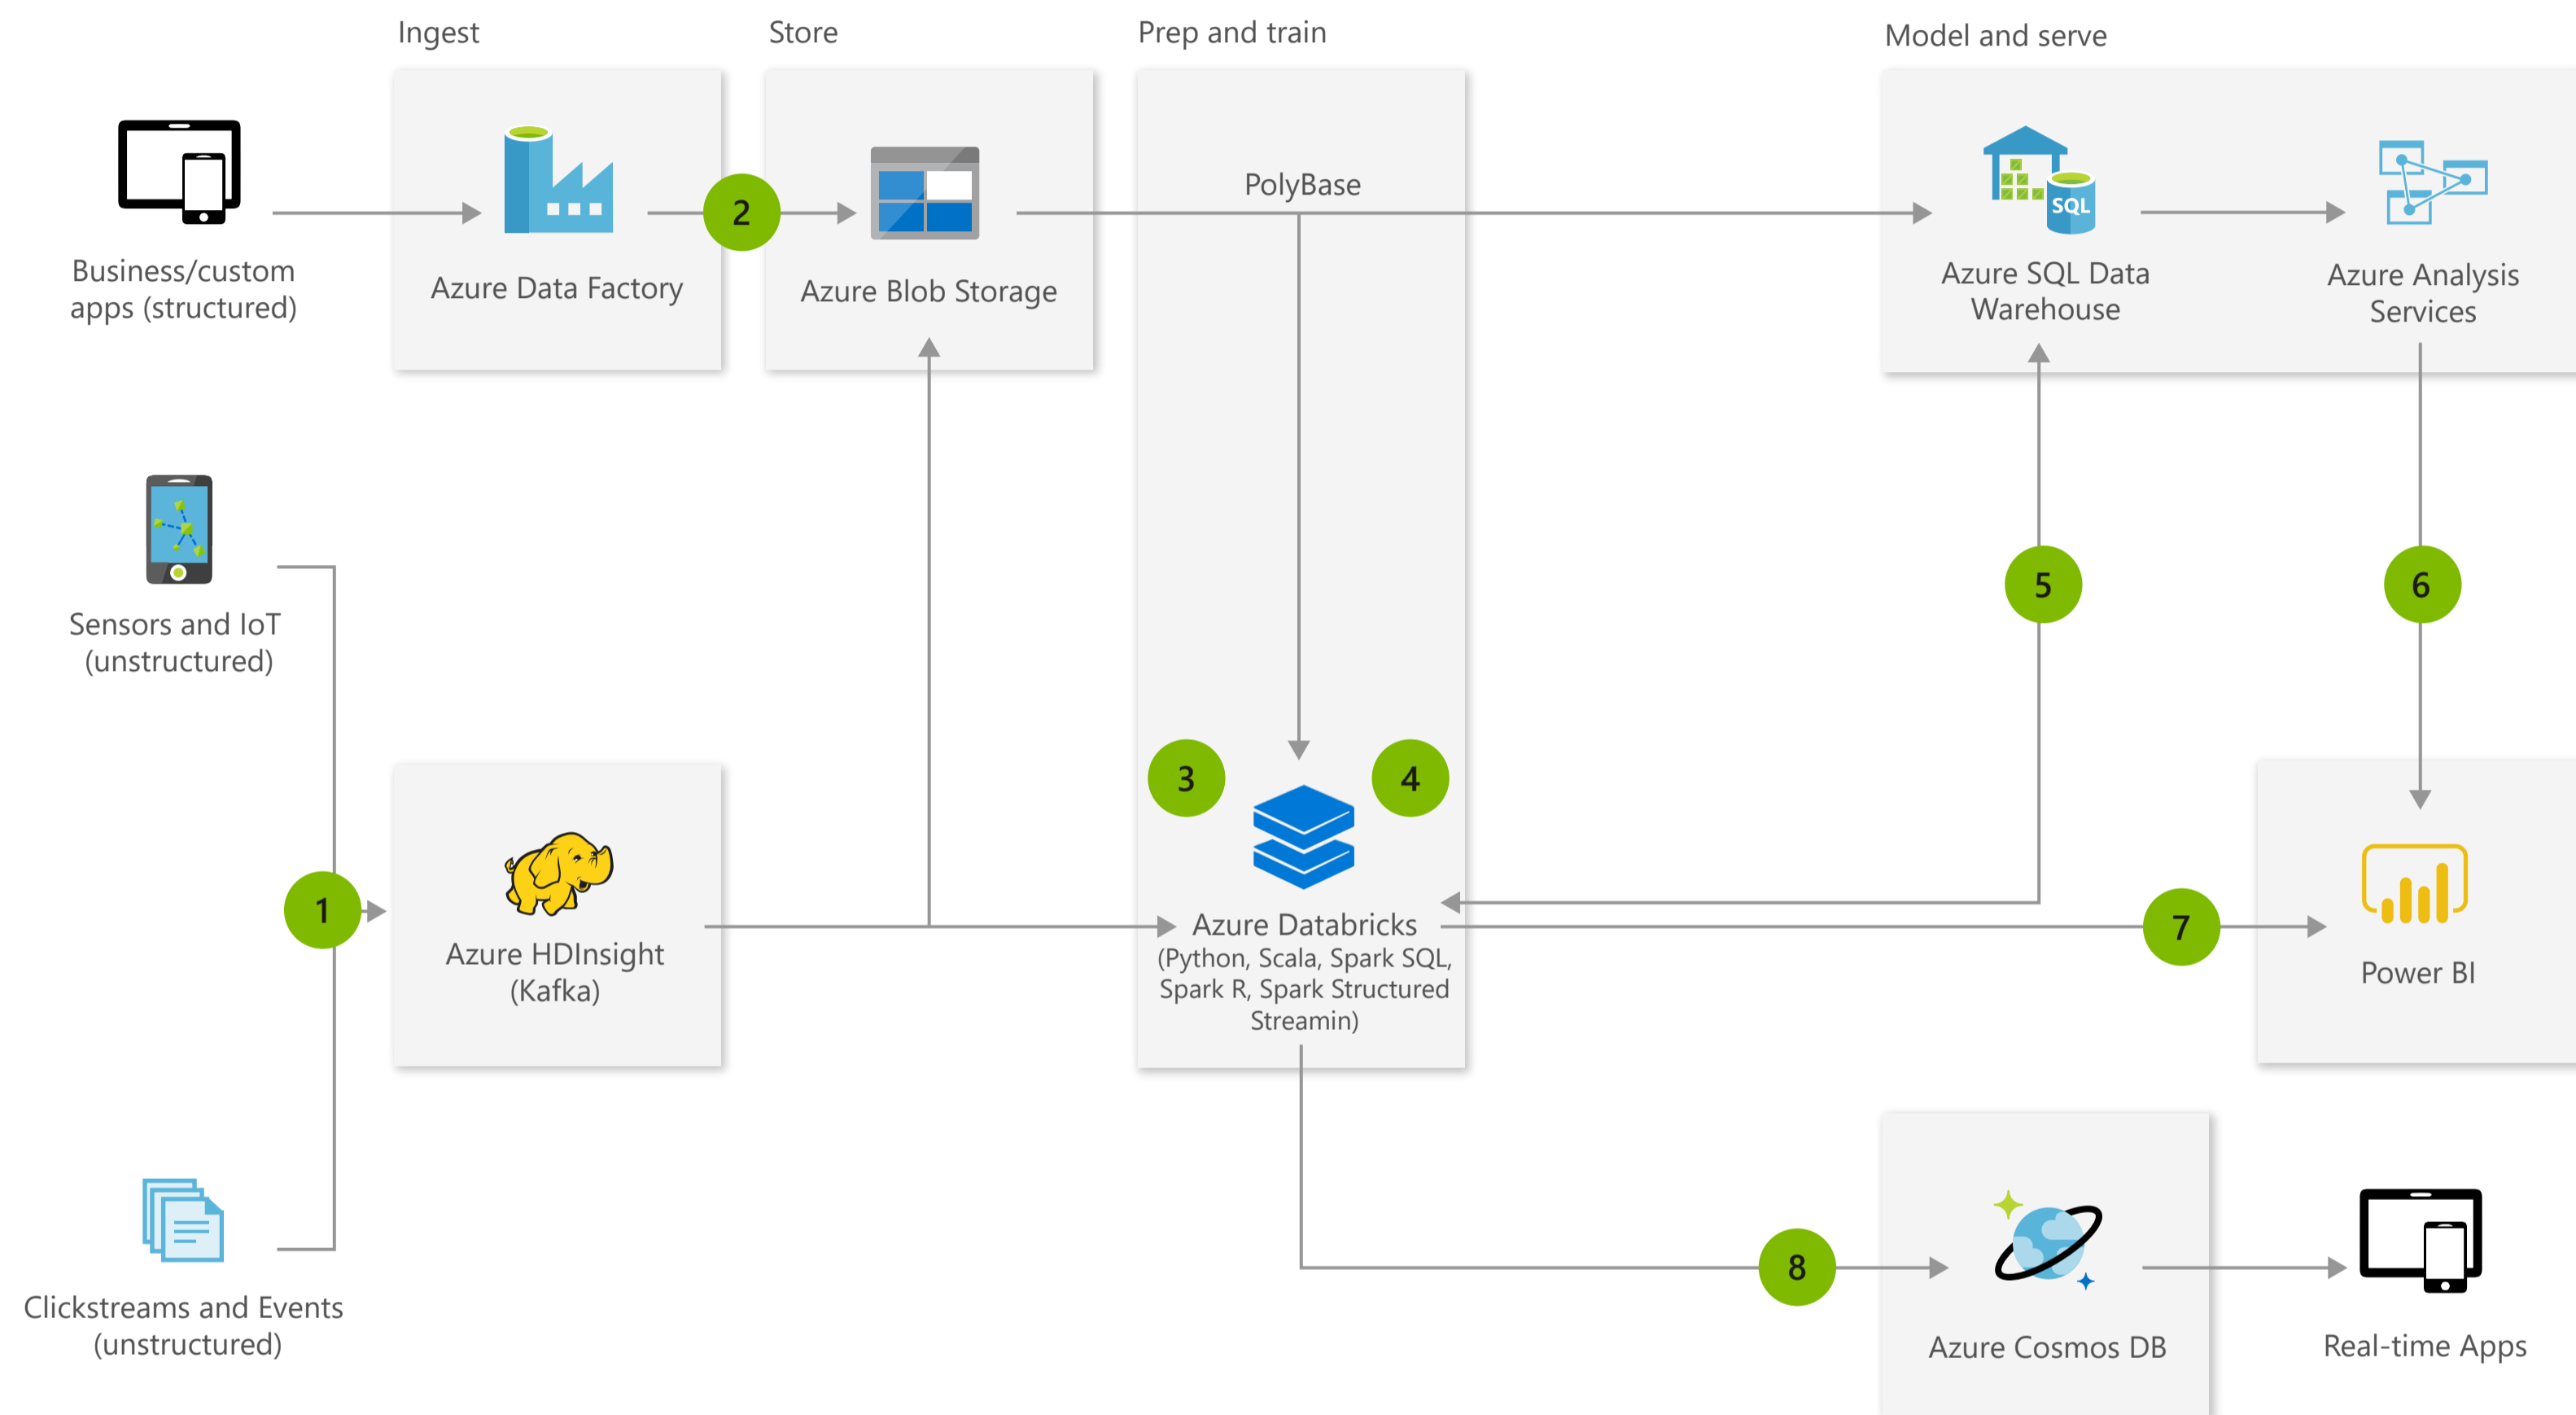 Ingest
Store
Prep and train
Model and serve
Business/custom
apps (structured)
Azure Data Factory
2
Azure Blob Storage
PolyBase
SQL
Azure SQL Data
Warehouse
Azure Analysis
Services
Sensors and IoT
(unstructured)
5
6
3
4
1
Azure HDInsight
(Kafka)
Azure Databricks
(Python, Scala, Spark SQL,
Spark R, Spark Structured
Streamin)
7
Power BI
Clickstreams and Events
(unstructured)
8
Azure Cosmos DB
Real-time Apps